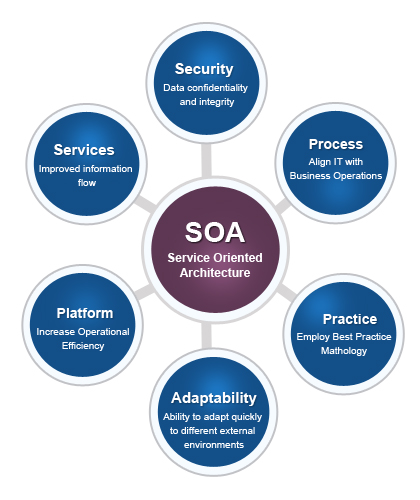 Security
Data confidentiality
and integrity
Services
Improved information
flow
Process
Align IT with
Business Operations
SOA
Service Oriented
Architecture
Platform
Increase Operational
Efficiency
Practice
Employ Best Practice
Mathology
Adaptability
Ability to adapt quickly
to different external
environments